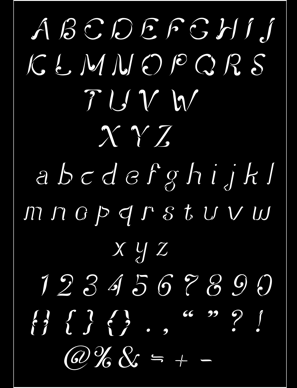 A B C D E F G H I J
K L M N N O P Q R S
T U V W
X Y Z
a b c d e f g h i j k l
m n o p q r s t u v w
x y z
1 2 3 4 5 6 7 8 9 0
{ } . , “ ” ? !
@ % & = + -